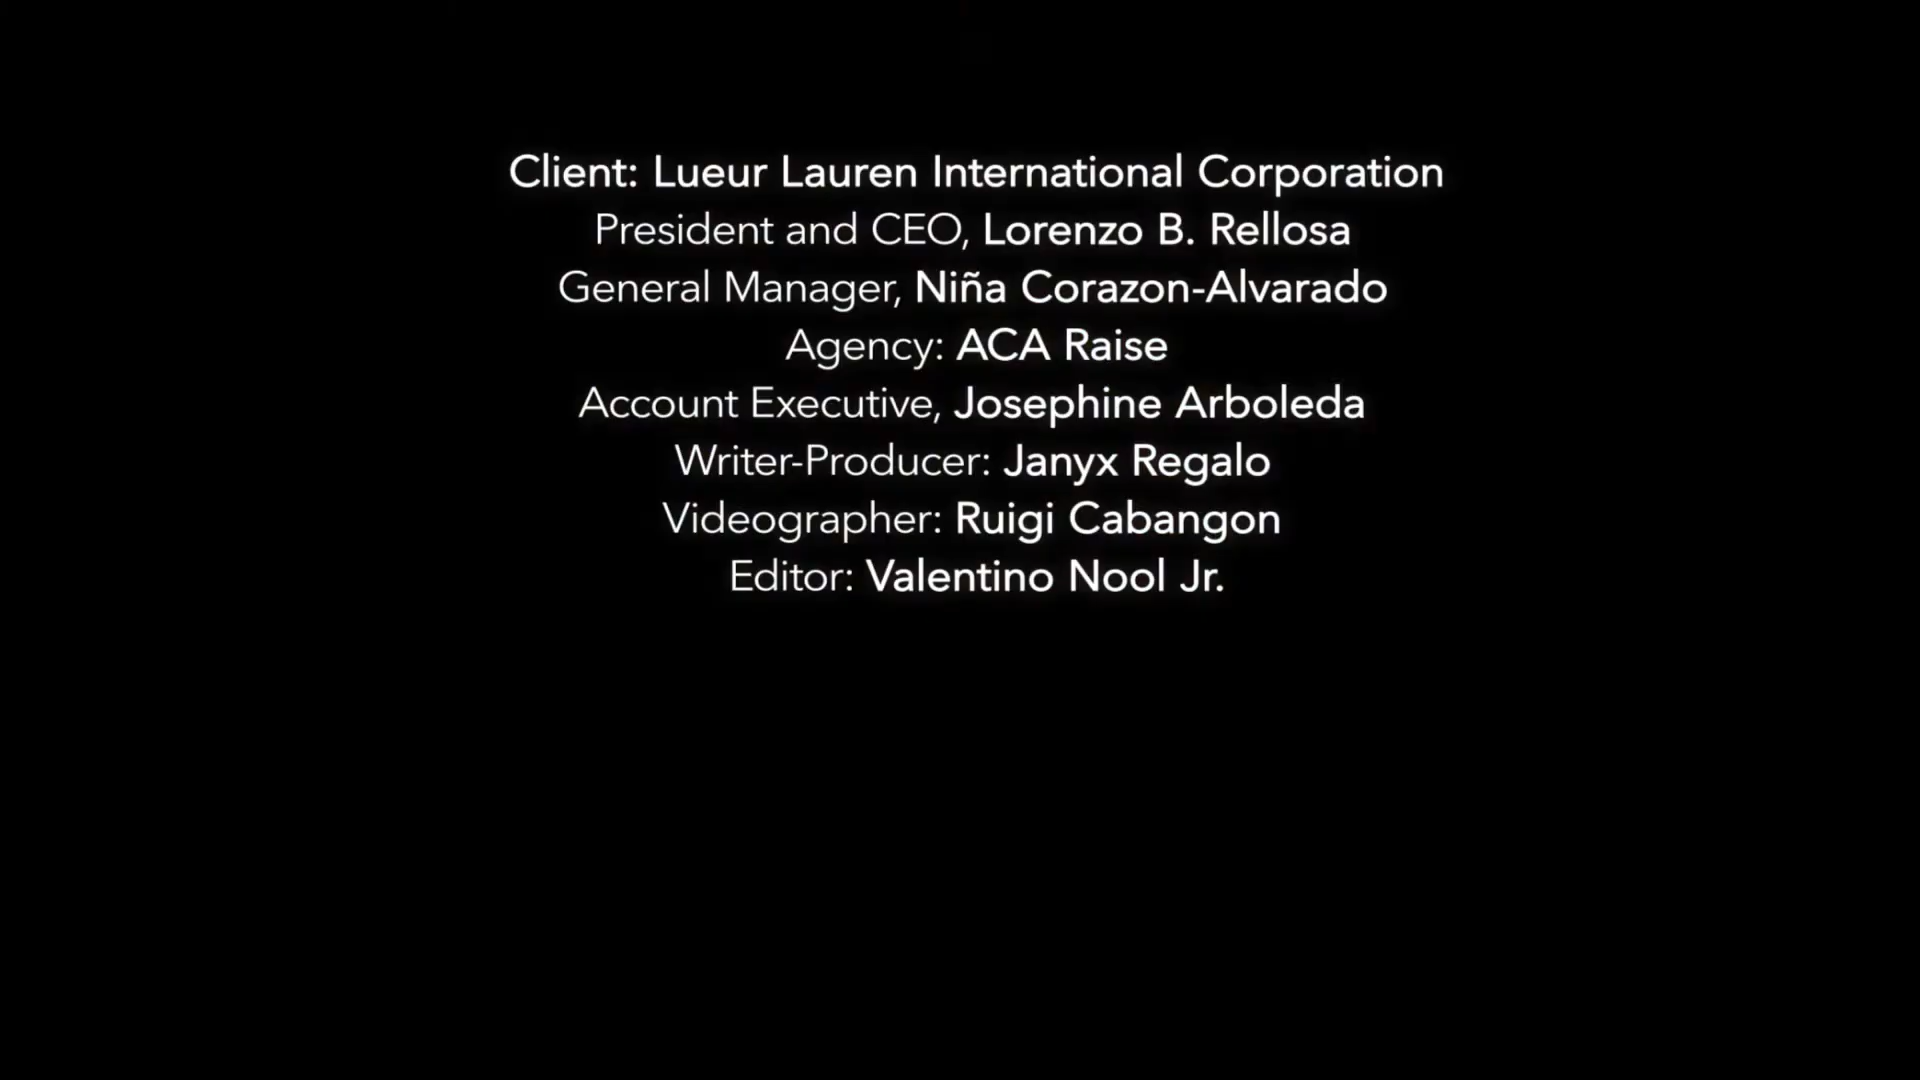 Client: Lueur Lauren International Corporation
President and CEO, Lorenzo B. Rellosa
General Manager, Niña Corazon-Alvarado
Agency: ACA Raise
Account Executive, Josephine Arboleda
Writer-Producer: Janyx Regalo
Videographer: Ruigi Cabangon
Editor: Valentino Nool Jr.